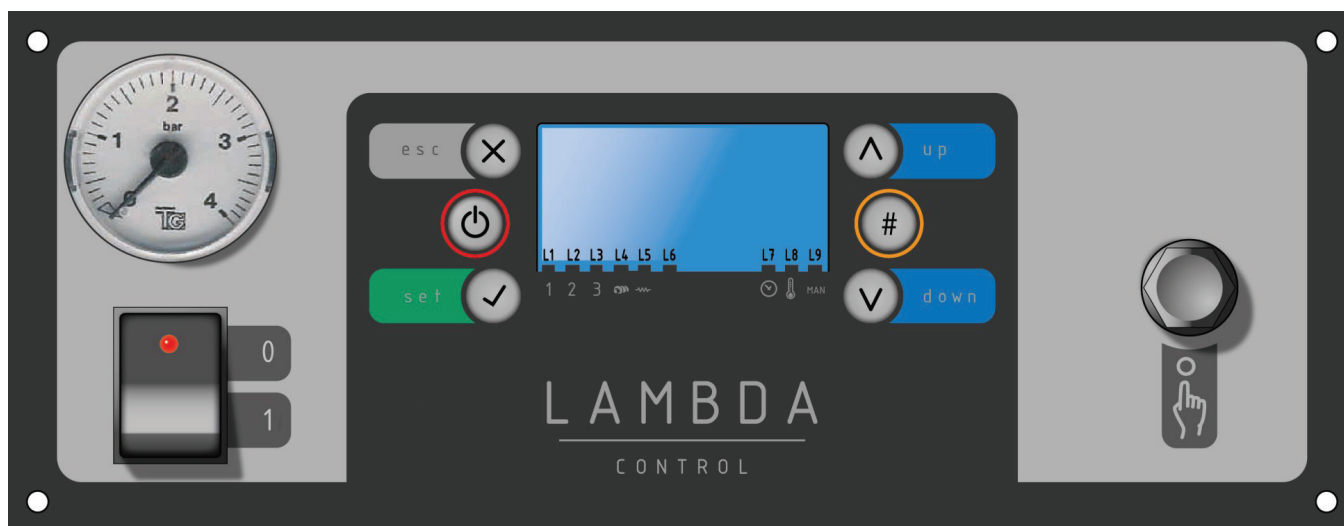 2
bar
1
3
0
4
TG
esc
up
#
L1 L2 L3 L4 L5 L6 L7 L8 L9
1 2 3 MAN
set
down
0
1
LAMBDA
CONTROL